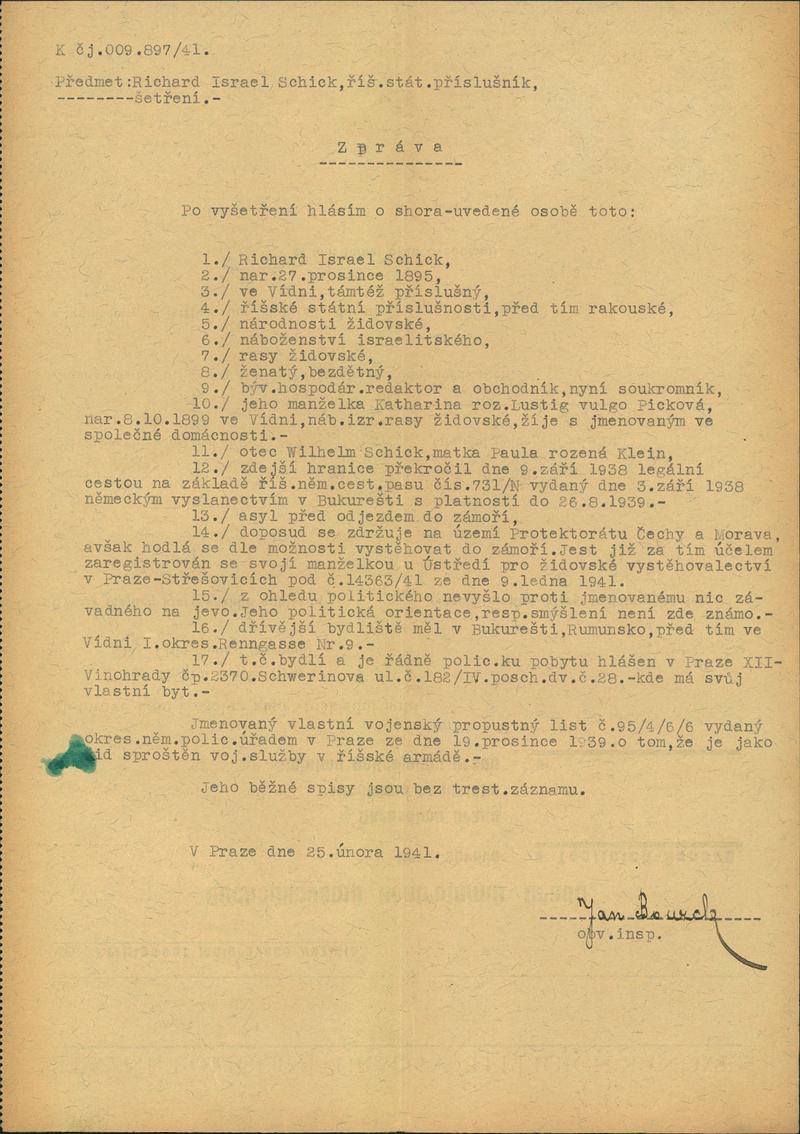 K čj.009.897/41.
Předmet:Richard Israel Schick,říš.stát.příslušník,
--------šetření.-
Z p r á v a
Po vyšetření hlásím o shora-uvedené osobě toto:
1./ Richard Israel Schick,
2./ nar.27.prosince 1895,
3./ ve Vídni,támtéž příslušný,
4./ říšské státní příslušnosti,před tím rakouské,
5./ národnosti židovské,
6./ náboženství israelitského,
7./ rasy židovské,
8./ ženatý,bezdětný,
9./ býv.hospodár.redaktor a obchodník,nyní soukromník,
10./ jeho manželka Katharina roz.Lustig vulgo Picková,
nar.8.10.1899 ve Vídni,náb.izr.rasy židovské,žije s jmenovaným ve
společné domácnosti.-
11./ otec Wilhelm Schick,matka Paula rozená Klein,
12./ zdejší hranice překročil dne 9.září 1938 legální
cestou na základě říš.něm.cest.pasu čís.731/N vydaný dne 3.září 1938
německým vyslanectvím v Bukurešti s platností do 26.8.1939.-
13./ asyl před odjezdem do zámoří,
14./ doposud se zdržuje na území Protektorátu Čechy a Morava,
avšak hodlá se dle možnosti vystěhovat do zámoří.Jest již za tím účelem
zaregistrován se svojí manželkou u Ústředí pro židovské vystěhovalectví
v Praze-Střešovicích pod č.14363/41 ze dne 9.ledna 1941.
15./ z ohledu politického nevyšlo proti jmenovanému nic zá-
vadného na jevo.Jeho politická orientace,resp.smýšlení není zde známo.-
16./ dřívější bydliště měl v Bukurešti,Rumunsko,před tím ve
Vídni I.okres.Renngasse Nr.9.-
17./ t.č.bydlí a je řádně polic.ku pobytu hlášen v Praze XII-
Vinohrady čp.2370.Schwerinova ul.č.182/IV.posch.dv.č.28.-kde má svůj
vlastní byt.-
Jmenovaný vlastní vojenský propustný list č.95/4/6/6 vydaný
okres.něm.polic.úřadem v Praze ze dne 19.prosince 1939.o tom,že je jako
id sproštěn voj.služby v říšské armádě.-
Jeho běžné spisy jsou bez trest.záznamu.
V Praze dne 25.února 1941.
Jan
obv.insp.